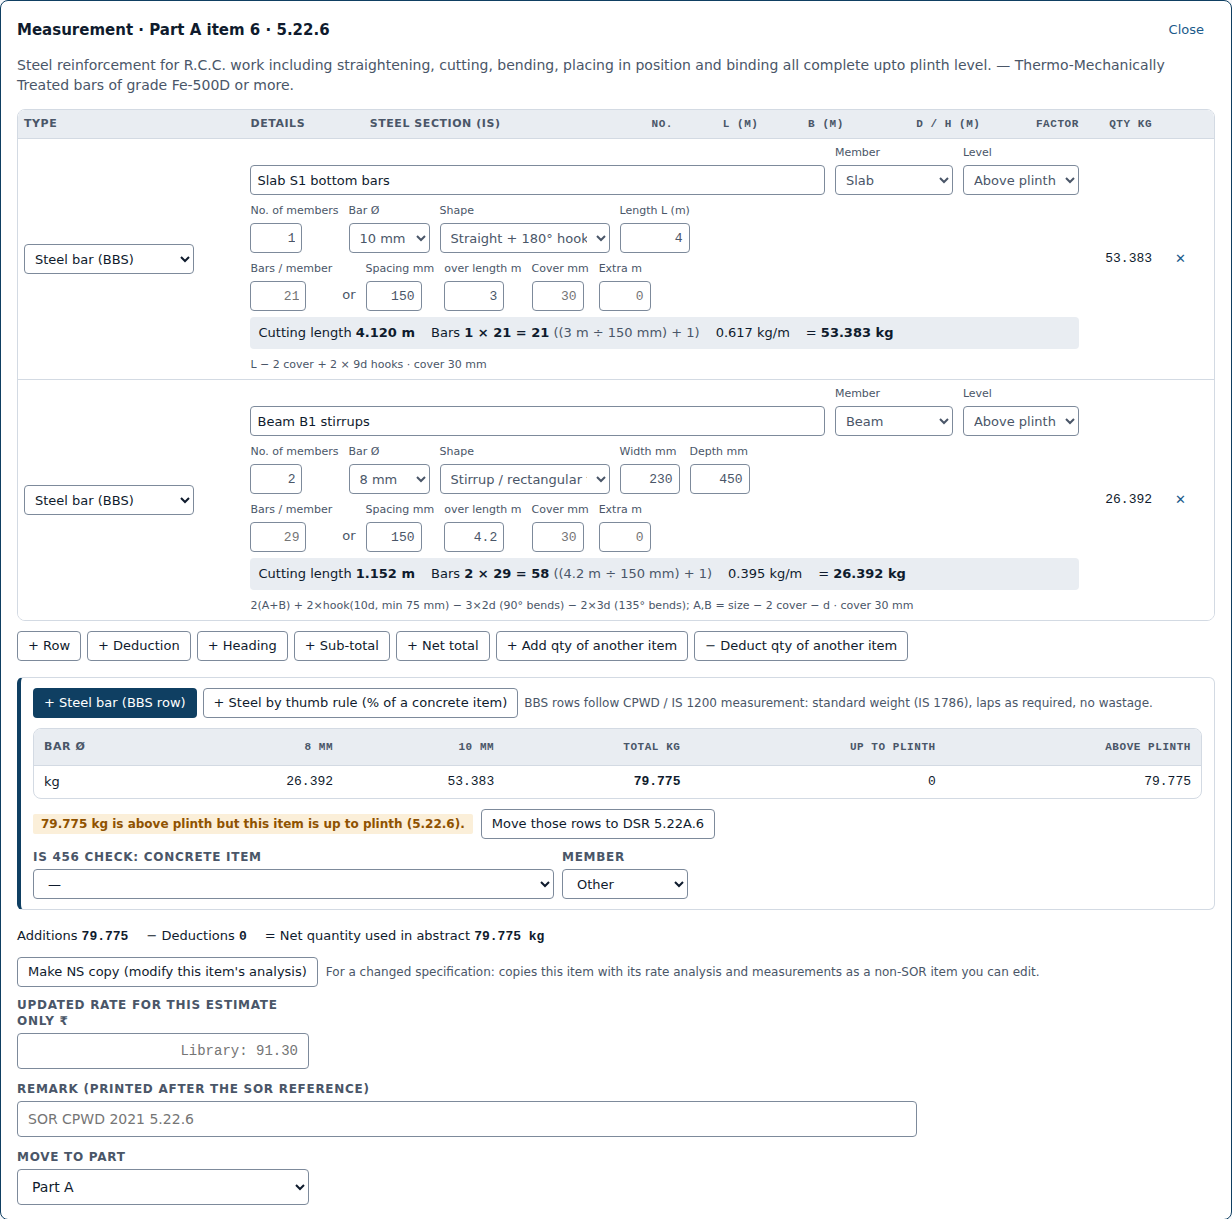 Measurement · Part A item 6 · 5.22.6
Close
Steel reinforcement for R.C.C. work including straightening, cutting, bending, placing in position and binding all complete upto plinth level. — Thermo-Mechanically
Treated bars of grade Fe-500D or more.
TYPE DETAILS STEEL SECTION (IS) NO. L (M) B (M) D / H (M) FACTOR QTY KG
Member Level
Slab S1 bottom bars Slab Above plinth
No. of members Bar Ø Shape Length L (m)
1 10 mm Straight + 180° hook 4
Steel bar (BBS) 53.383 ×
Bars / member Spacing mm over length m Cover mm Extra m
21 or 150 3 30 0
Cutting length 4.120 m Bars 1 × 21 = 21 ((3 m ÷ 150 mm) + 1) 0.617 kg/m = 53.383 kg
L − 2 cover + 2 × 9d hooks · cover 30 mm
Member Level
Beam B1 stirrups Beam Above plinth
No. of members Bar Ø Shape Width mm Depth mm
2 8 mm Stirrup / rectangular 230 450
Steel bar (BBS) 26.392 ×
Bars / member Spacing mm over length m Cover mm Extra m
29 or 150 4.2 30 0
Cutting length 1.152 m Bars 2 × 29 = 58 ((4.2 m ÷ 150 mm) + 1) 0.395 kg/m = 26.392 kg
2(A+B) + 2×hook(10d, min 75 mm) − 3×2d (90° bends) − 2×3d (135° bends); A,B = size − 2 cover − d · cover 30 mm
+ Row + Deduction + Heading + Sub-total + Net total + Add qty of another item − Deduct qty of another item
+ Steel bar (BBS row) + Steel by thumb rule (% of a concrete item) BBS rows follow CPWD / IS 1200 measurement: standard weight (IS 1786), laps as required, no wastage.
BAR Ø 8 MM 10 MM TOTAL KG UP TO PLINTH ABOVE PLINTH
kg 26.392 53.383 79.775 0 79.775
79.775 kg is above plinth but this item is up to plinth (5.22.6). Move those rows to DSR 5.22A.6
IS 456 CHECK: CONCRETE ITEM MEMBER
— Other
Additions 79.775 − Deductions 0 = Net quantity used in abstract 79.775 kg
Make NS copy (modify this item's analysis) For a changed specification: copies this item with its rate analysis and measurements as a non-SOR item you can edit.
UPDATED RATE FOR THIS ESTIMATE
ONLY ₹
Library: 91.30
REMARK (PRINTED AFTER THE SOR REFERENCE)
SOR CPWD 2021 5.22.6
MOVE TO PART
Part A